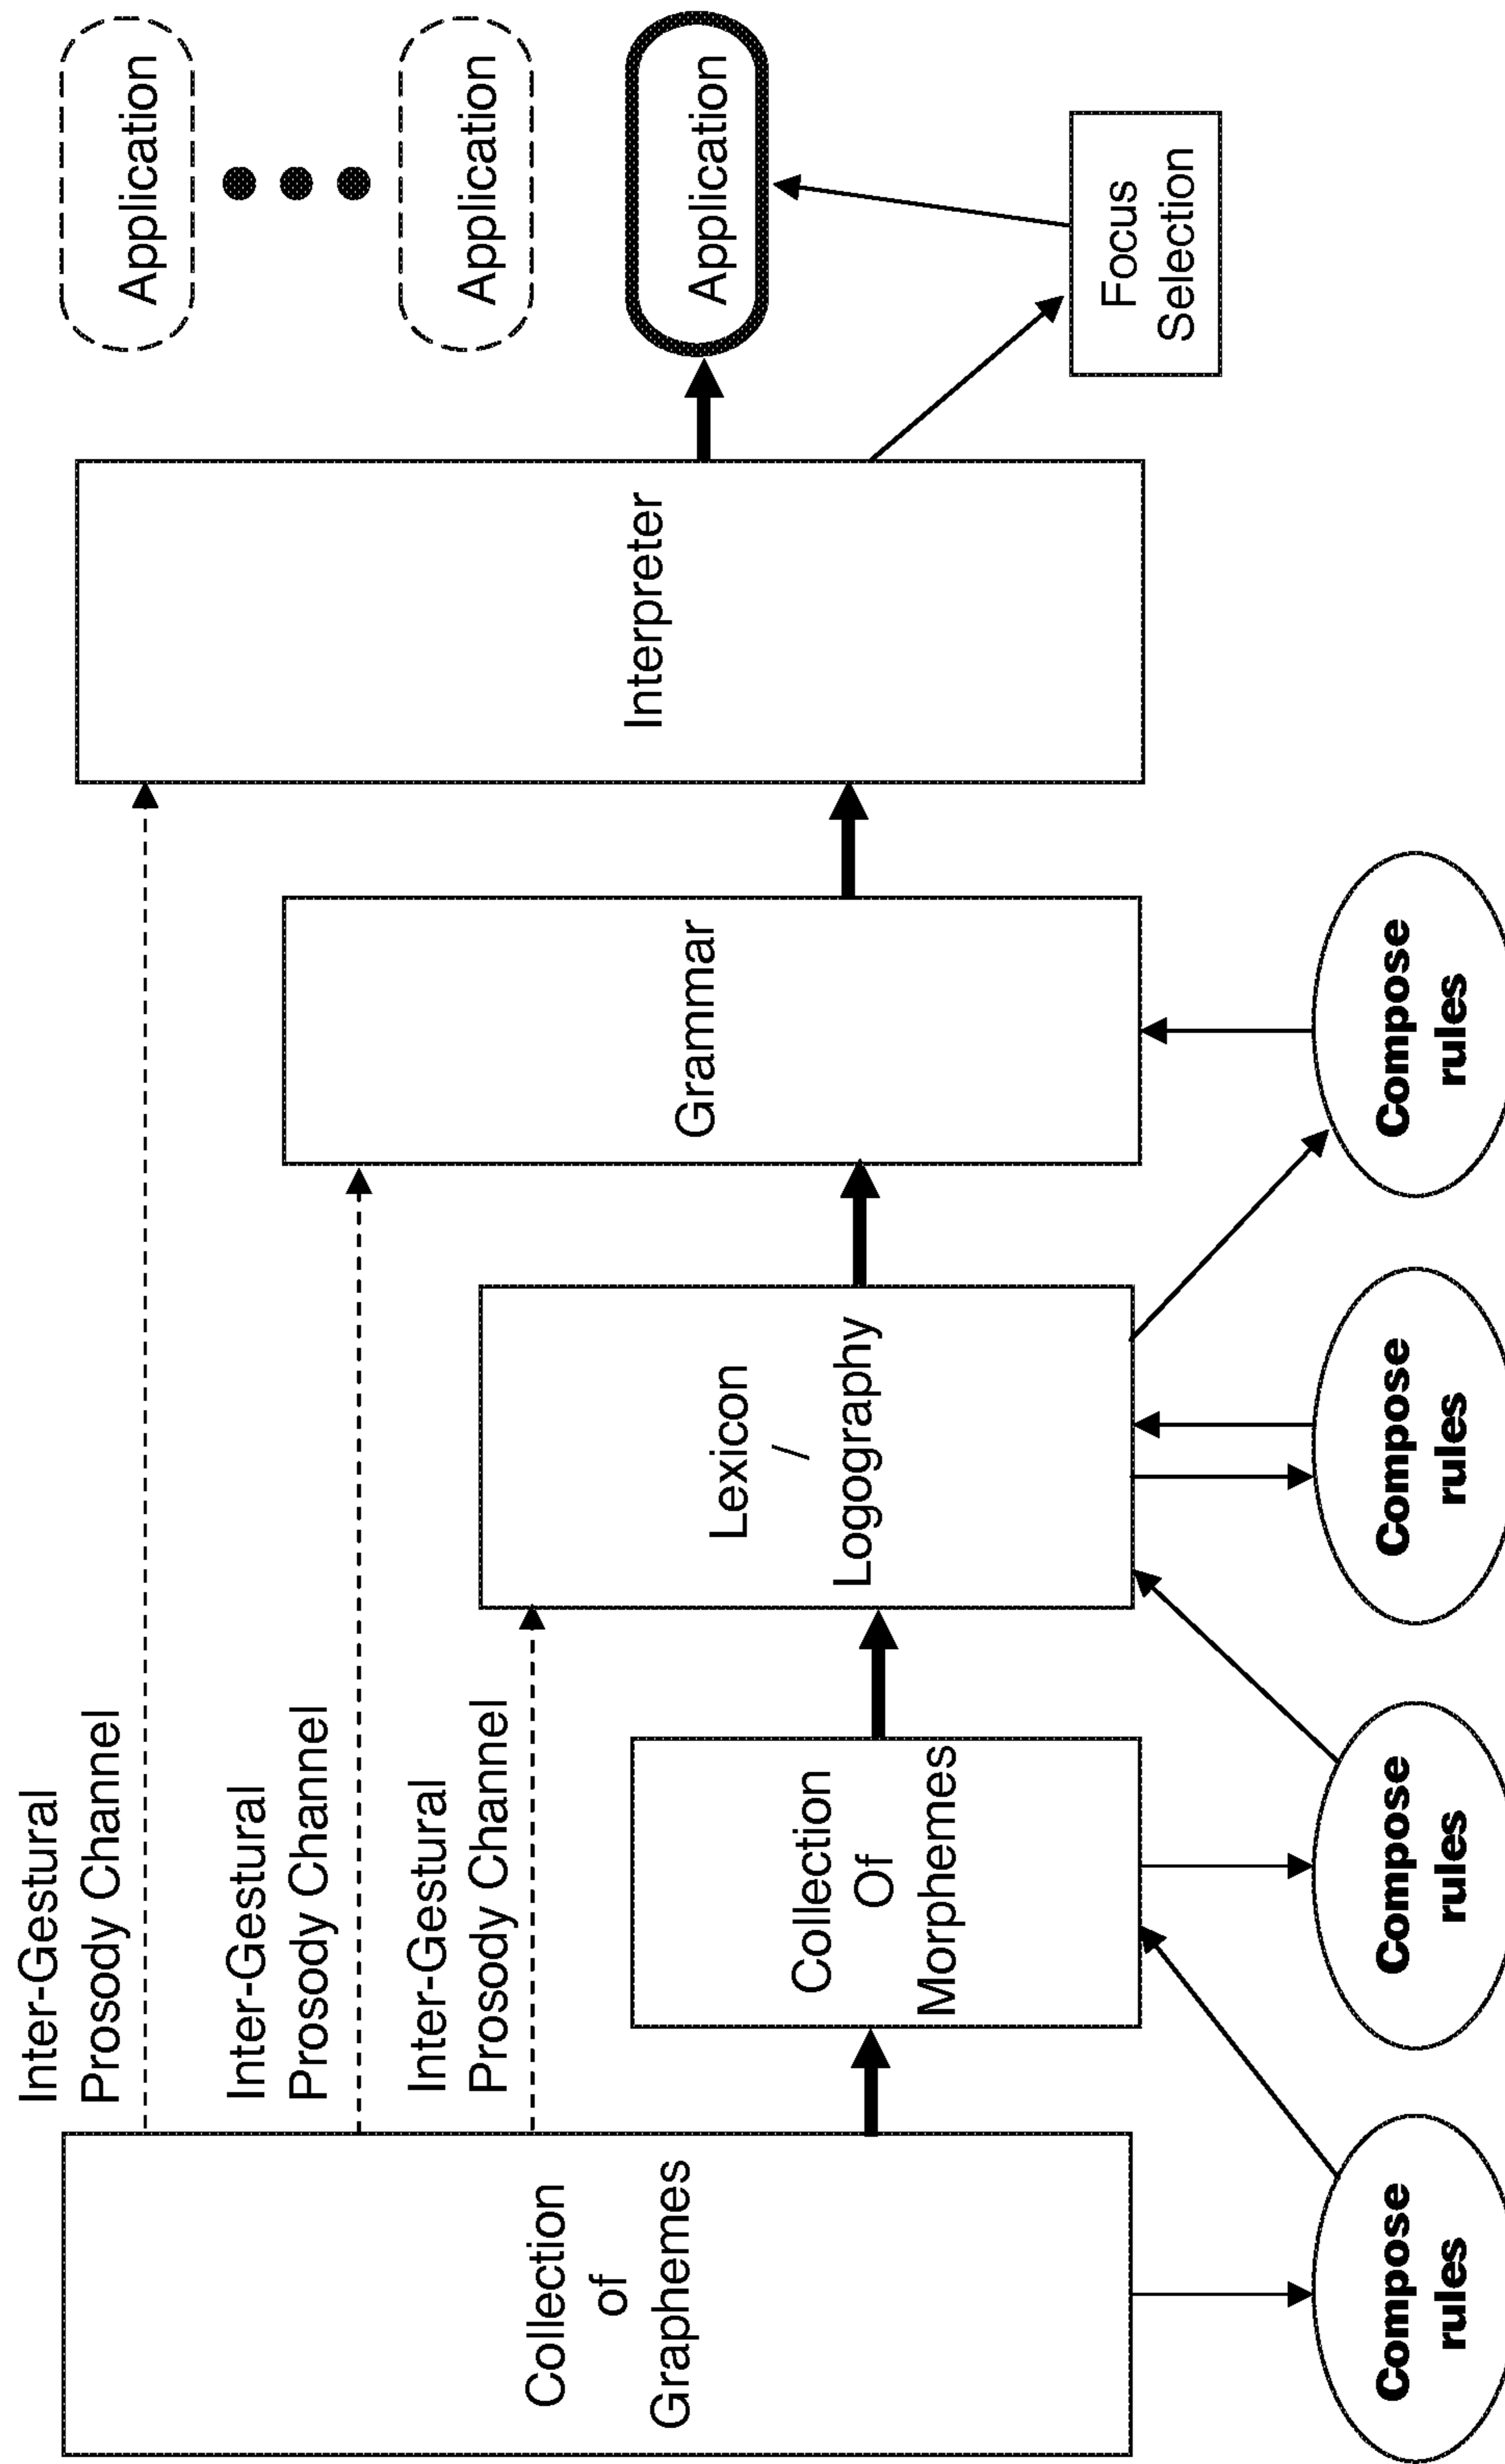 Inter-Gestural
Prosody Channel
Inter-Gestural
Prosody Channel
Inter-Gestural
Prosody Channel
Collection
of
Graphemes
Collection
Of
Morphemes
Lexicon
/
Logography
Grammar
Interpreter
Application
Application
Application
Focus
Selection
Compose
rules
Compose
rules
Compose
rules
Compose
rules